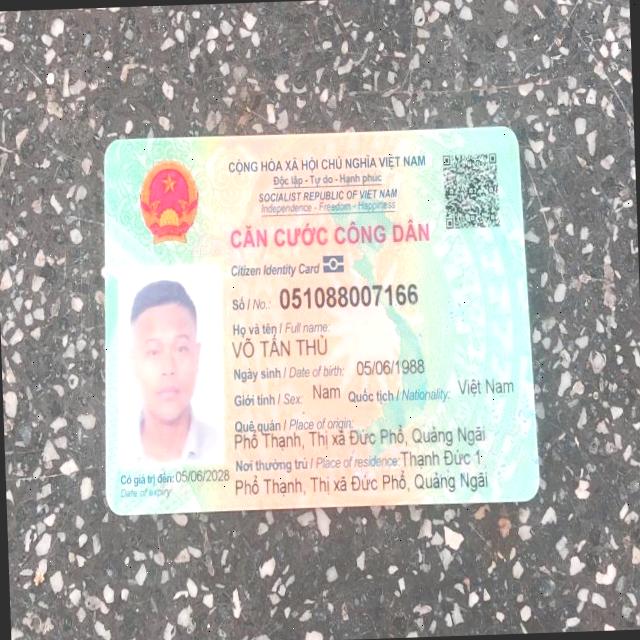 CỘNG HÒA XÃ HỘI CHỦ NGHĨA VIỆT NAM
Độc lập - Tự do - Hạnh phúc
SOCIALIST REPUBLIC OF VIET NAM
Independence - Freedom - Happiness
CĂN CƯỚC CÔNG DÂN
Citizen Identity Card
Số / No.: 051088007166
Họ và tên / Full name:
VÕ TẤN THỦ
Ngày sinh / Date of birth: 05/06/1988
Giới tính / Sex: Nam Quốc tịch / Nationality: Việt Nam
Quê quán / Place of origin:
Phổ Thạnh, Thị xã Đức Phổ, Quảng Ngãi
Nơi thường trú / Place of residence: Thạnh Đức 1
Phổ Thạnh, Thị xã Đức Phổ, Quảng Ngãi
Có giá trị đến: 05/06/2028
Date of expiry